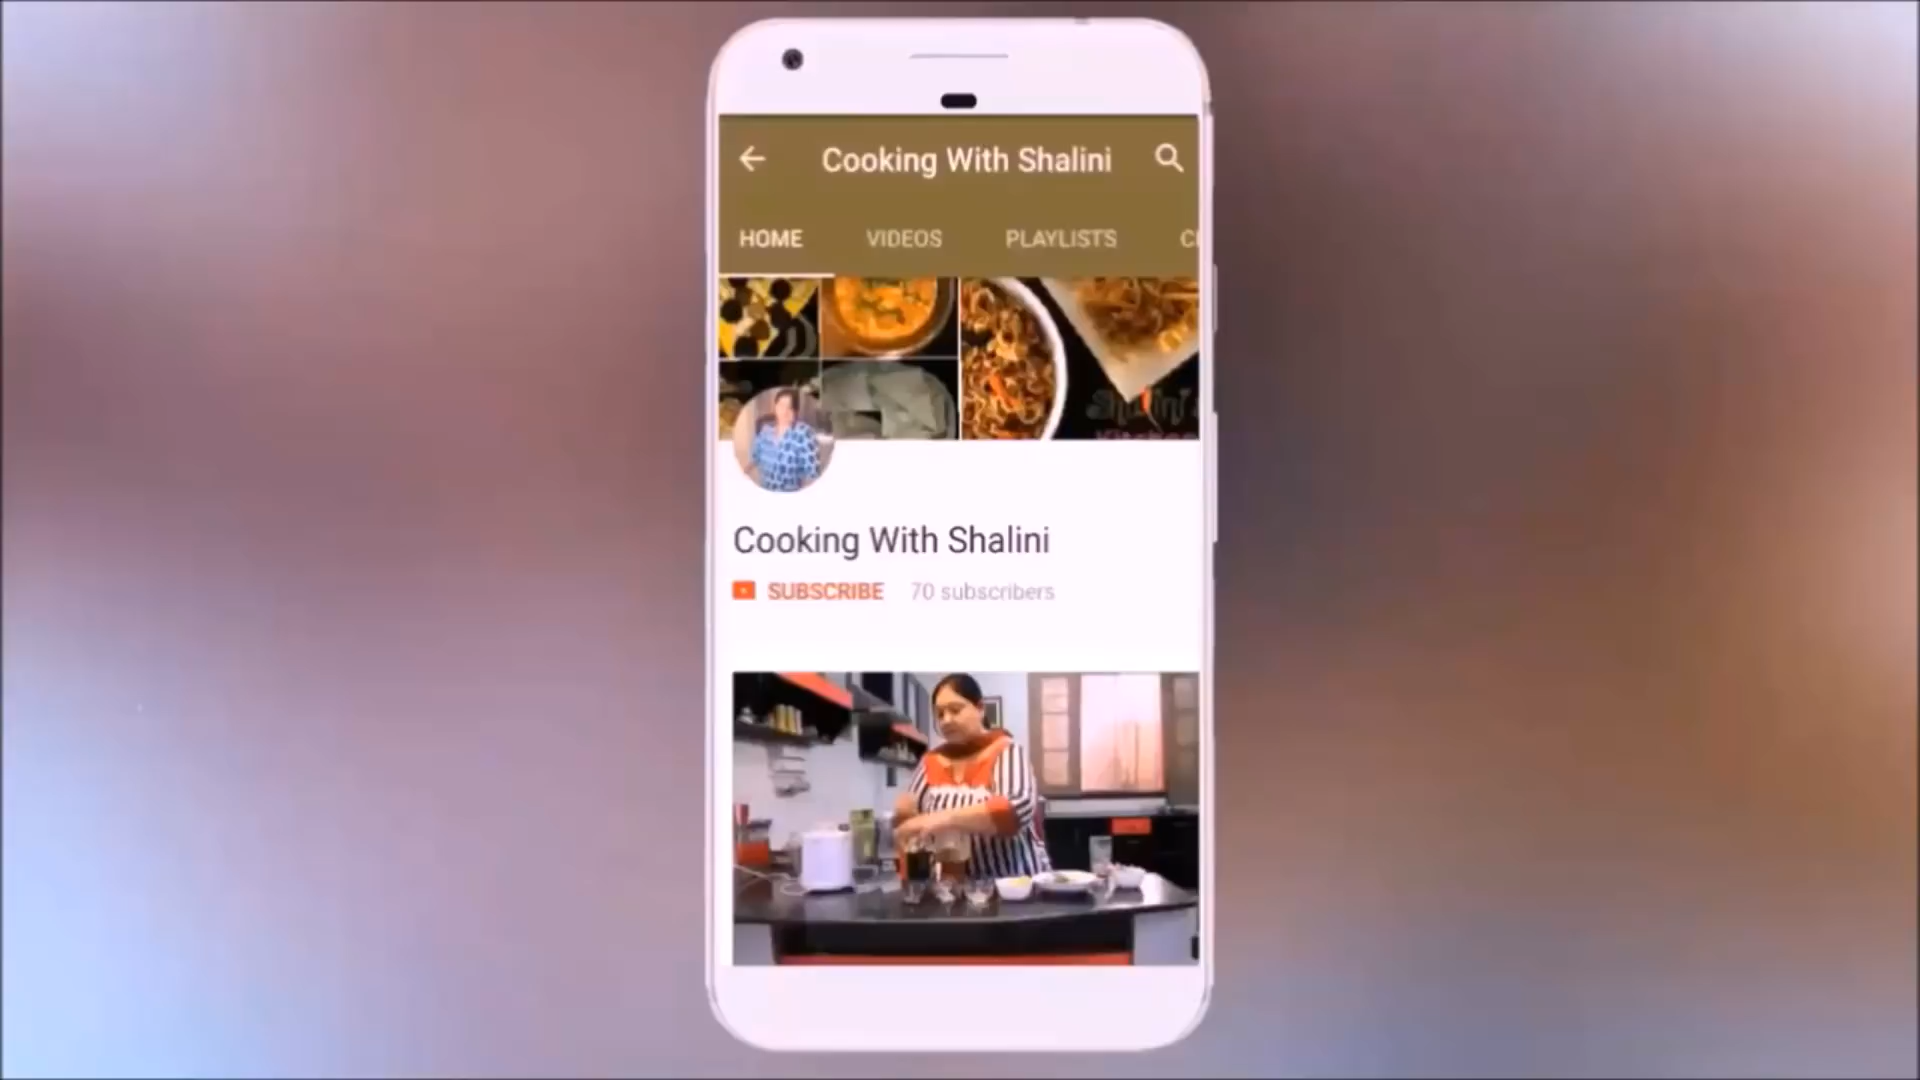 Cooking With Shalini
HOME VIDEOS PLAYLISTS
Cooking With Shalini
SUBSCRIBE 70 subscribers